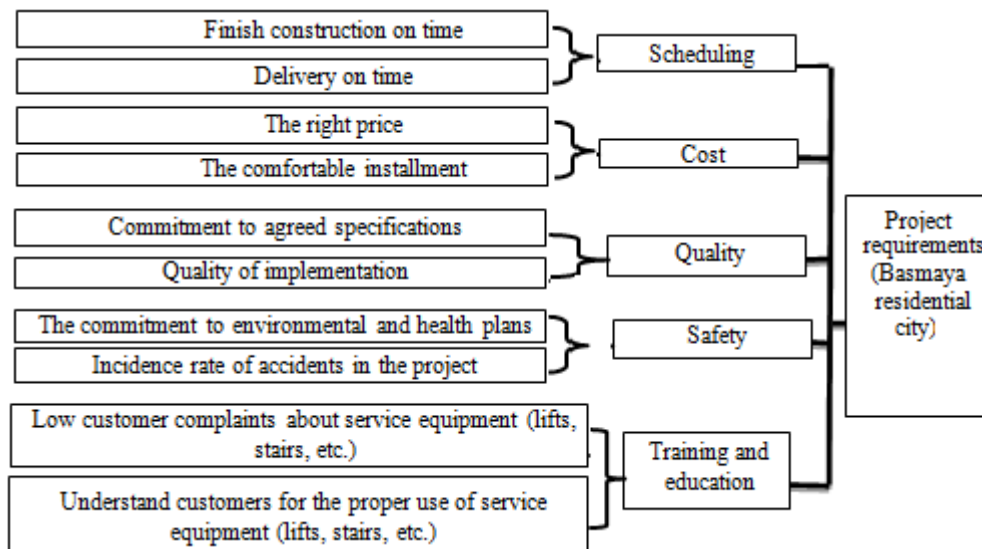 Finish construction on time
Delivery on time
Scheduling
The right price
The comfortable installment
Cost
Commitment to agreed specifications
Quality of implementation
Quality
The commitment to environmental and health plans
Incidence rate of accidents in the project
Safety
Low customer complaints about service equipment (lifts,
stairs, etc.)
Understand customers for the proper use of service
equipment (lifts, stairs, etc.)
Training and
education
Project
requirements
(Basmaya
residential
city)